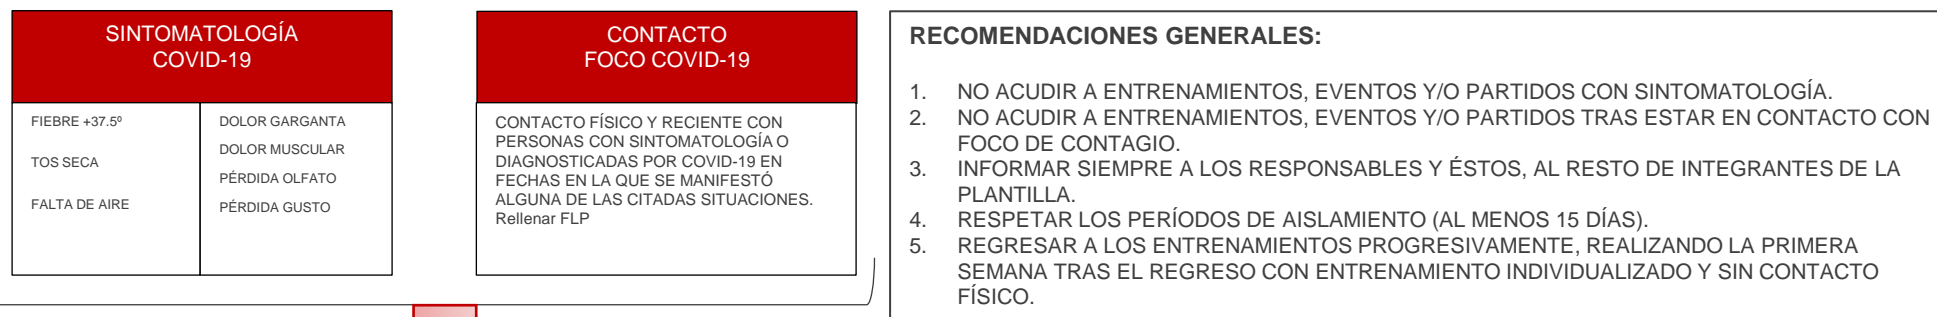 SINTOMATOLOGÍA
COVID-19
FIEBRE +37.5º
TOS SECA
FALTA DE AIRE
DOLOR GARGANTA
DOLOR MUSCULAR
PÉRDIDA OLFATO
PÉRDIDA GUSTO
CONTACTO
FOCO COVID-19
CONTACTO FÍSICO Y RECIENTE CON
PERSONAS CON SINTOMATOLOGÍA O
DIAGNOSTICADAS POR COVID-19 EN
FECHAS EN LA QUE SE MANIFESTÓ
ALGUNA DE LAS CITADAS SITUACIONES.
Rellenar FLP
RECOMENDACIONES GENERALES:
1. NO ACUDIR A ENTRENAMIENTOS, EVENTOS Y/O PARTIDOS CON SINTOMATOLOGÍA.
2. NO ACUDIR A ENTRENAMIENTOS, EVENTOS Y/O PARTIDOS TRAS ESTAR EN CONTACTO CON
FOCO DE CONTAGIO.
3. INFORMAR SIEMPRE A LOS RESPONSABLES Y ÉSTOS, AL RESTO DE INTEGRANTES DE LA
PLANTILLA.
4. RESPETAR LOS PERÍODOS DE AISLAMIENTO (AL MENOS 15 DÍAS).
5. REGRESAR A LOS ENTRENAMIENTOS PROGRESIVAMENTE, REALIZANDO LA PRIMERA
SEMANA TRAS EL REGRESO CON ENTRENAMIENTO INDIVIDUALIZADO Y SIN CONTACTO
FÍSICO.